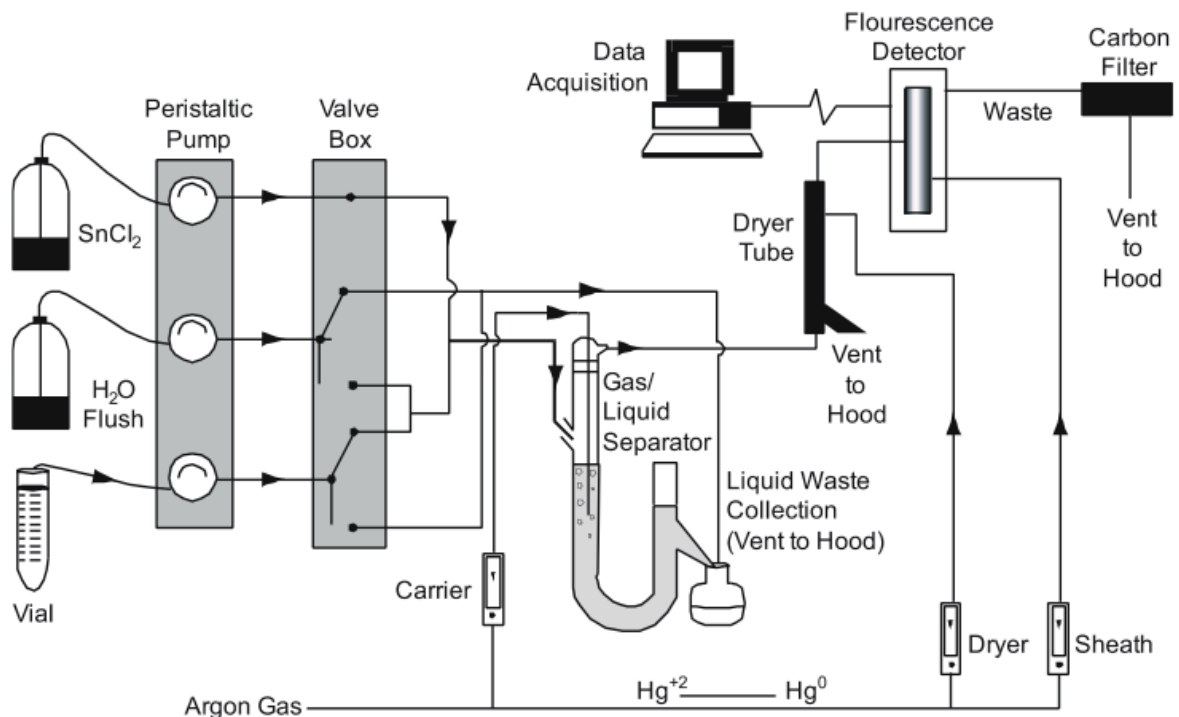 Flourescence
Detector
Carbon
Filter
Data
Acquisition
Waste
Peristaltic
Pump
Valve
Box
SnCl₂
Dryer
Tube
Vent
to
Hood
H₂O
Flush
Vent
to
Hood
Gas/
Liquid
Separator
Liquid Waste
Collection
(Vent to Hood)
Vial
Carrier
Dryer
Sheath
Argon Gas
Hg⁺² Hg⁰